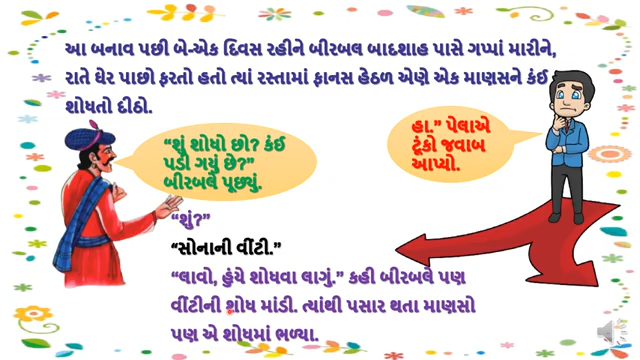 આ બનાવ પછી બે-એક દિવસ રહીને બીરબલ બાદશાહ પાસે ગપ્પાં મારીને,
રાતે ઘેર પાછો ફરતો હતો ત્યાં રસ્તામાં ફાનસ હેઠળ એણે એક માણસને કંઈ
શોધતો દીઠો.
“શું શોધો છો? કંઈ
પડી ગયું છે?”
બીરબલે પૂછ્યું.
હા.” પેલાએ
ટૂંકો જવાબ
આપ્યો.
“શું?”
“સોનાની વીંટી.”
“લાવો, હુંયે શોધવા લાગું.” કહી બીરબલે પણ
વીંટીની શોધ માંડી. ત્યાંથી પસાર થતા માણસો
પણ એ શોધમાં ભળ્યા.